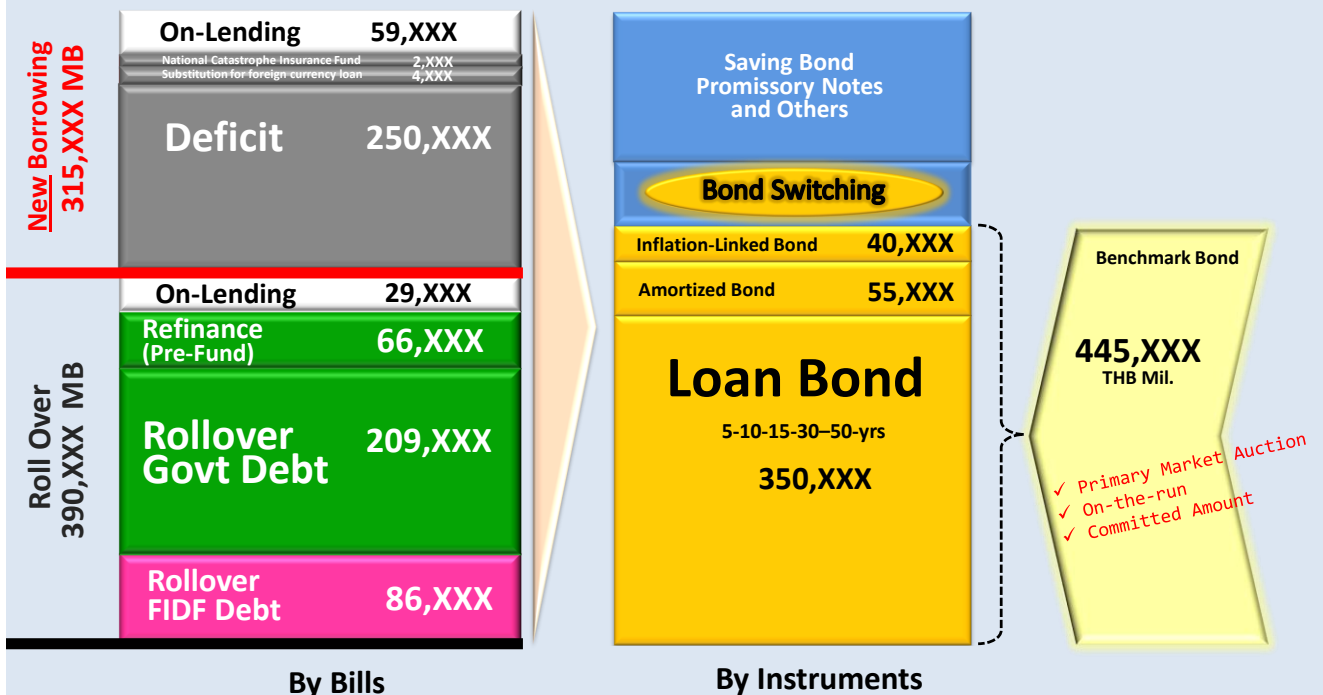 New Borrowing
315,XXX MB
On-Lending 59,XXX
National Catastrophe Insurance Fund 2,XXX
Substitution for foreign currency loan 4,XXX
Deficit 250,XXX
Roll Over
390,XXX MB
On-Lending 29,XXX
Refinance
(Pre-Fund) 66,XXX
Rollover
Govt Debt 209,XXX
Rollover
FIDF Debt 86,XXX
By Bills
Saving Bond
Promissory Notes
and Others
Bond Switching
Inflation-Linked Bond 40,XXX
Amortized Bond 55,XXX
Loan Bond
5-10-15-30–50-yrs
350,XXX
By Instruments
Benchmark Bond
445,XXX
THB Mil.
✓ Primary Market Auction
✓ On-the-run
✓ Committed Amount